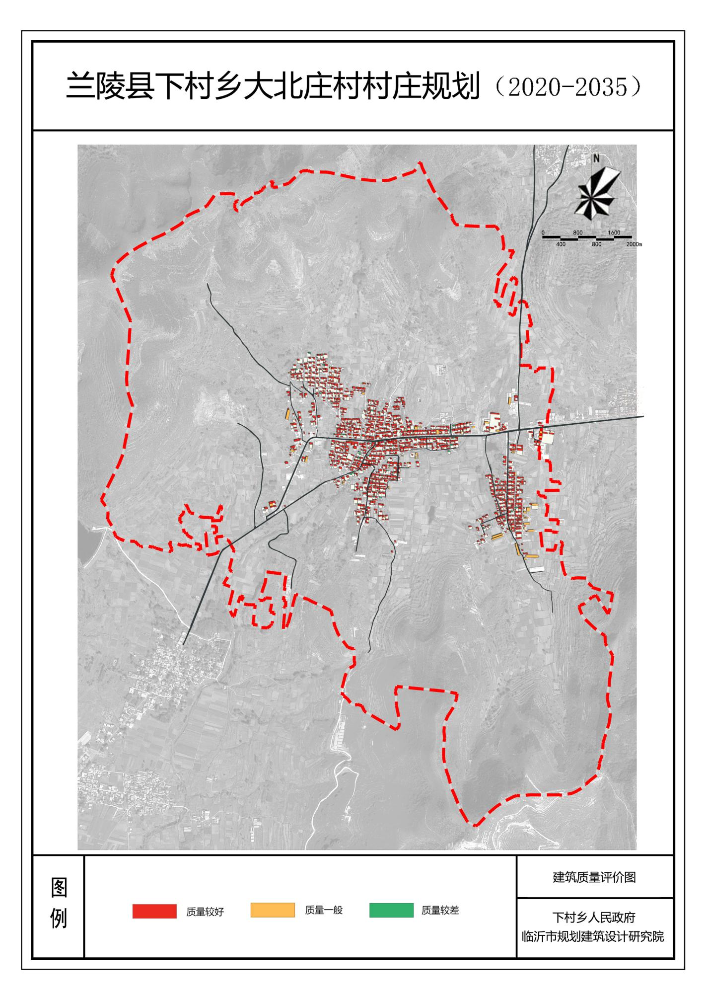 兰陵县下村乡大北庄村村庄规划（2020-2035）
N
0 800 1600
400 800 2000m
图例
质量较好
质量一般
质量较差
建筑质量评价图
下村乡人民政府
临沂市规划建筑设计研究院